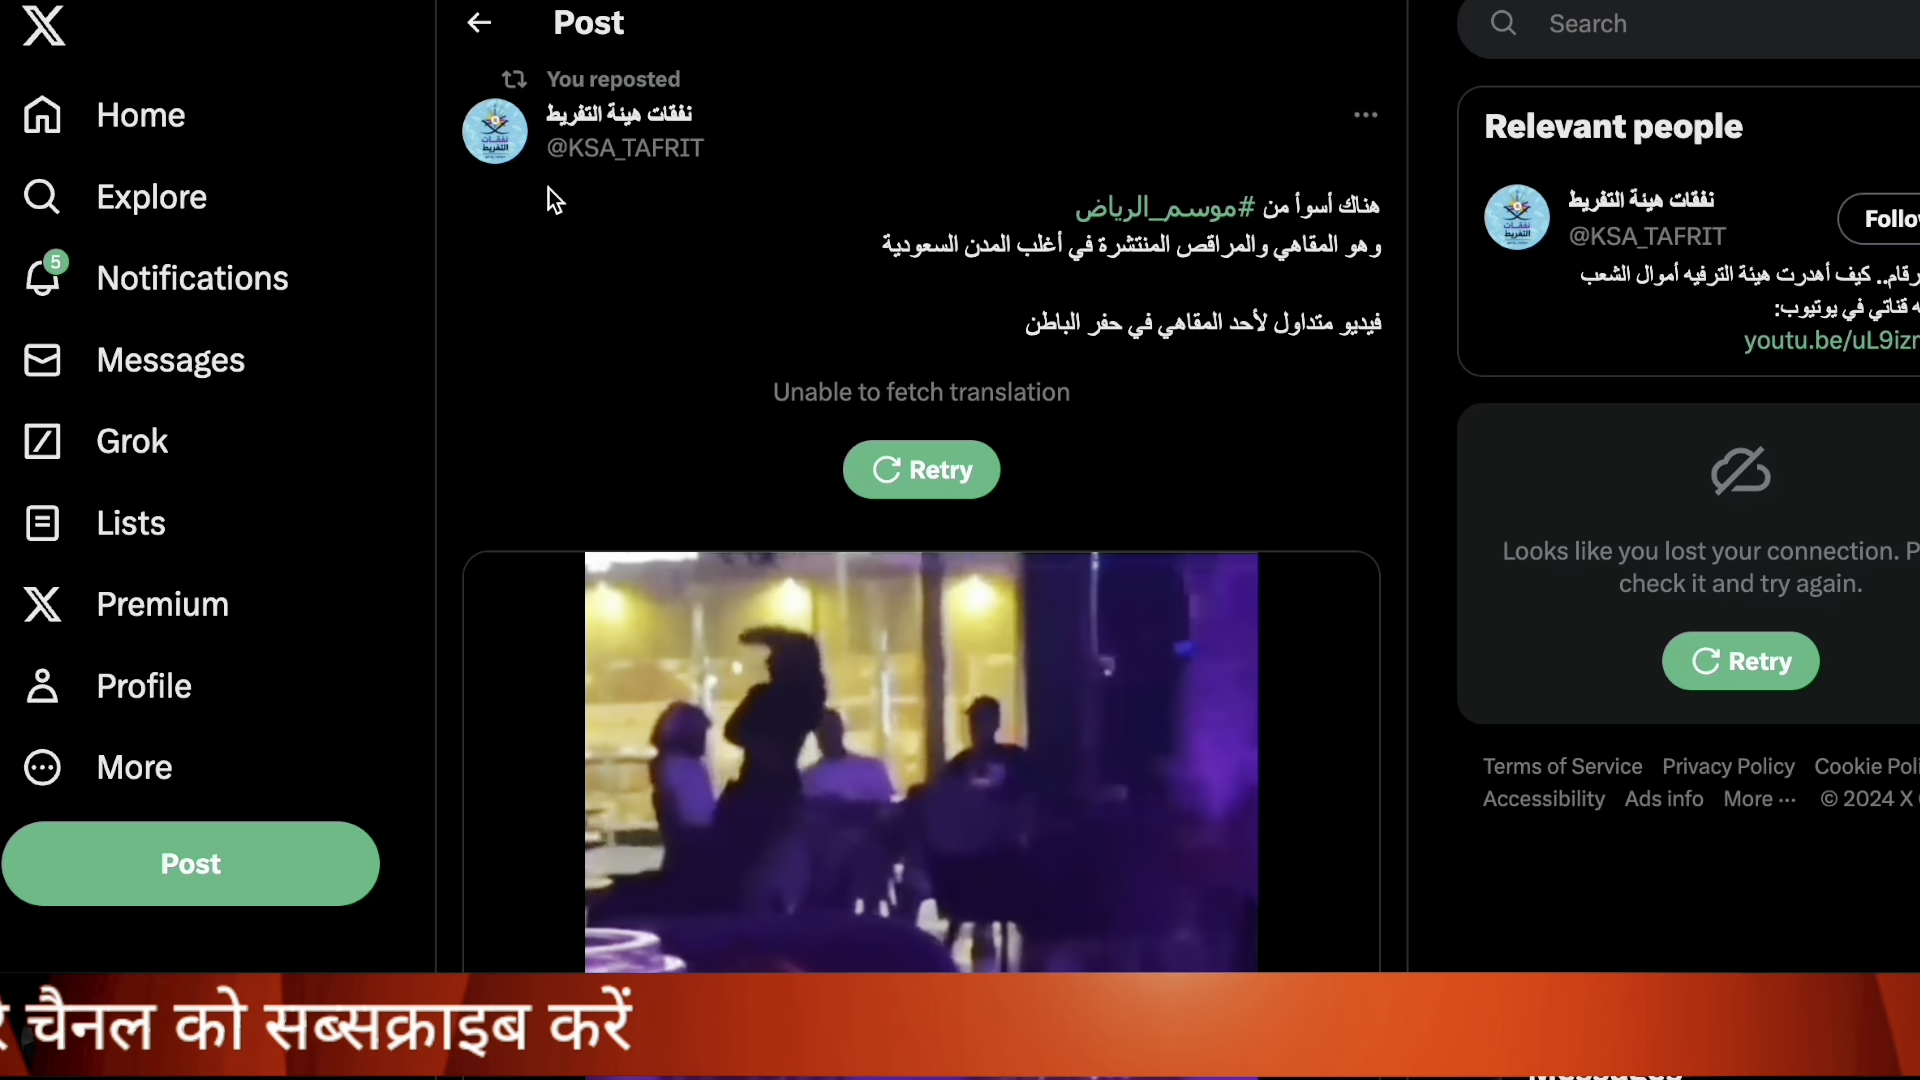 Home
Explore
5
Notifications
Messages
Grok
Lists
Premium
Profile
More
Post
Post
You reposted
نفقات هيئة التفريط
@KSA_TAFRIT
هناك أسوأ من #موسم_الرياض
وهو المقاهي والمراقص المنتشرة في أغلب المدن السعودية
فيديو متداول لأحد المقاهي في حفر الباطن
Unable to fetch translation
Retry
Search
Relevant people
نفقات هيئة التفريط
@KSA_TAFRIT
كيف أهدرت هيئة الترفيه أموال الشعب
قناتي في يوتيوب:
youtu.be/uL9iz
Looks like you lost your connection.
check it and try again.
Retry
Terms of Service Privacy Policy Cookie
Accessibility Ads info More ··· © 2024 X
चैनल को सब्सक्राइब करें